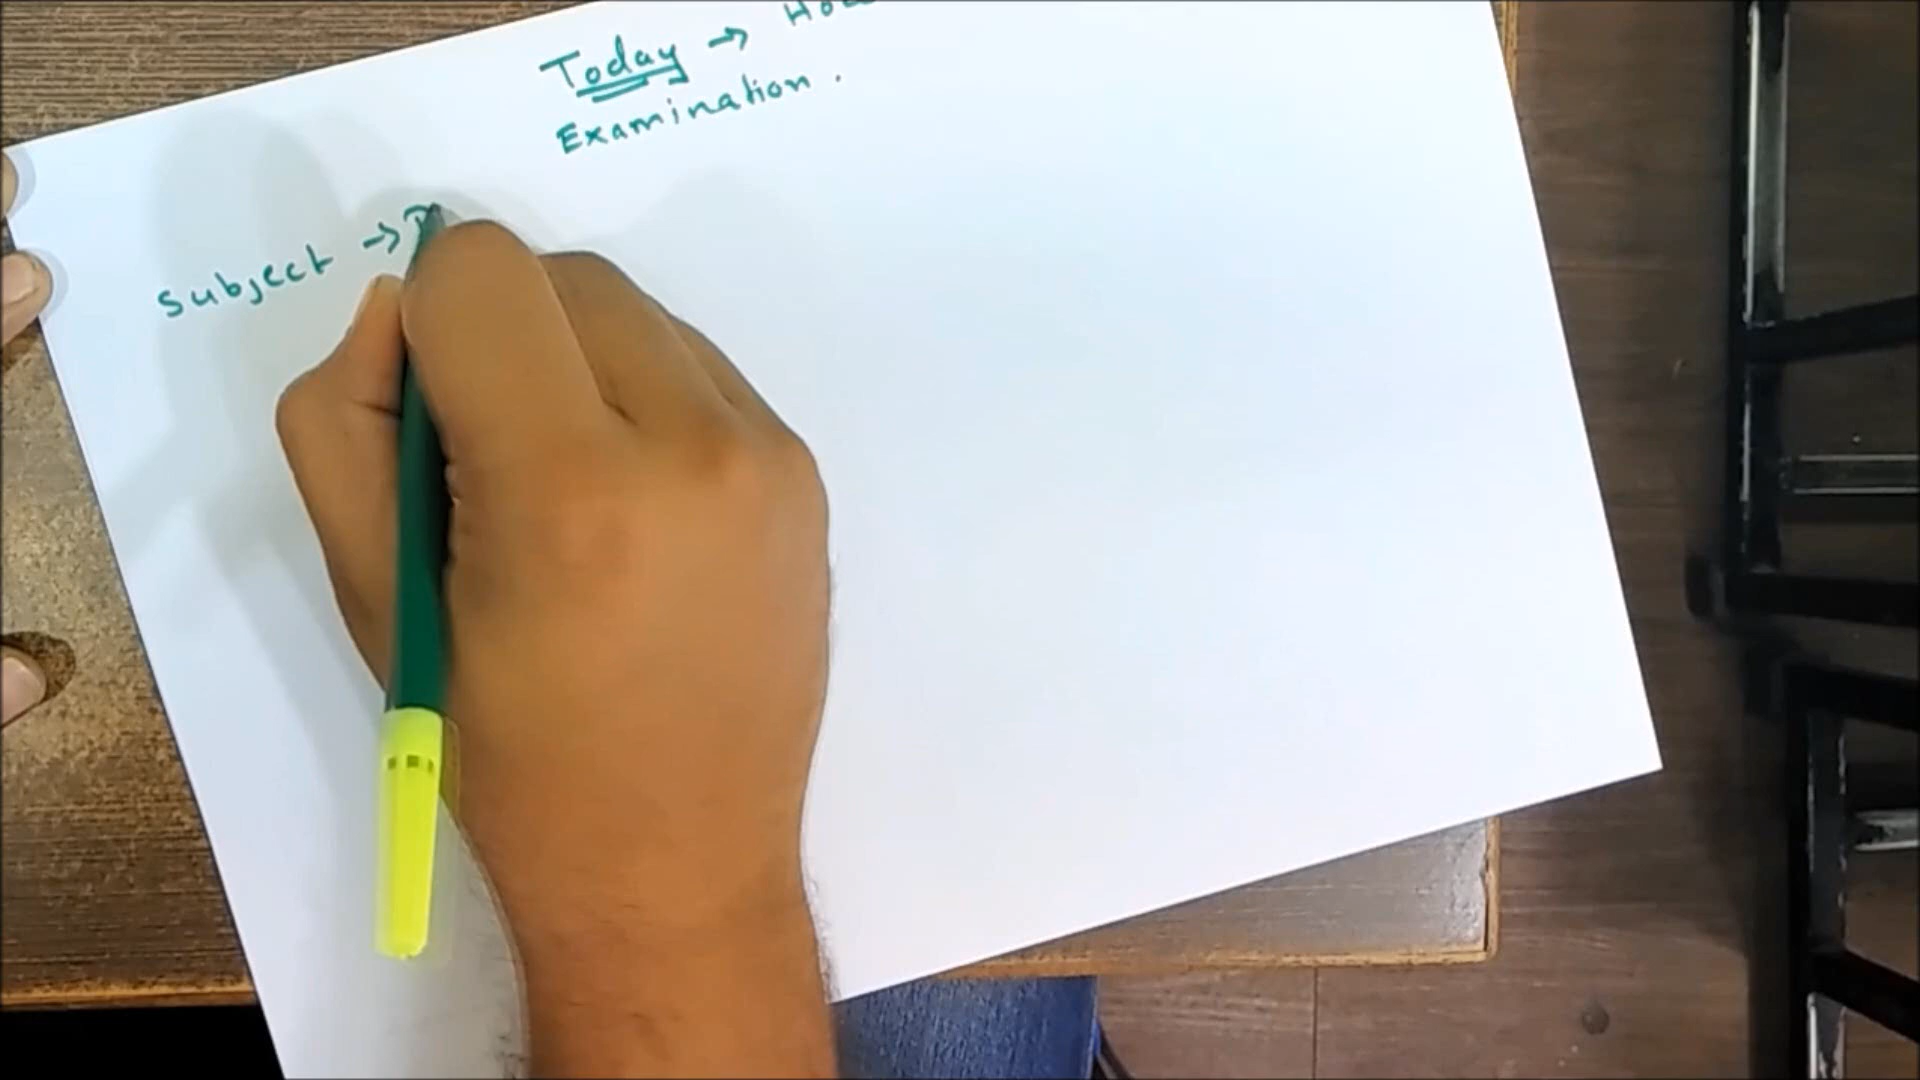 Today →
Examination.
Subject →